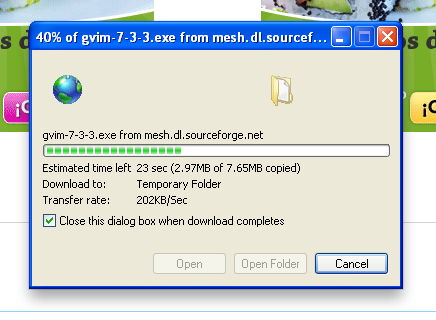 40% of gvim-7-3-3.exe from mesh.dl.sourcef...
gvim-7-3-3.exe from mesh.dl.sourceforge.net
Estimated time left 23 sec (2.97MB of 7.65MB copied)
Download to: Temporary Folder
Transfer rate: 202KB/Sec
Close this dialog box when download completes
Open Open Folder Cancel